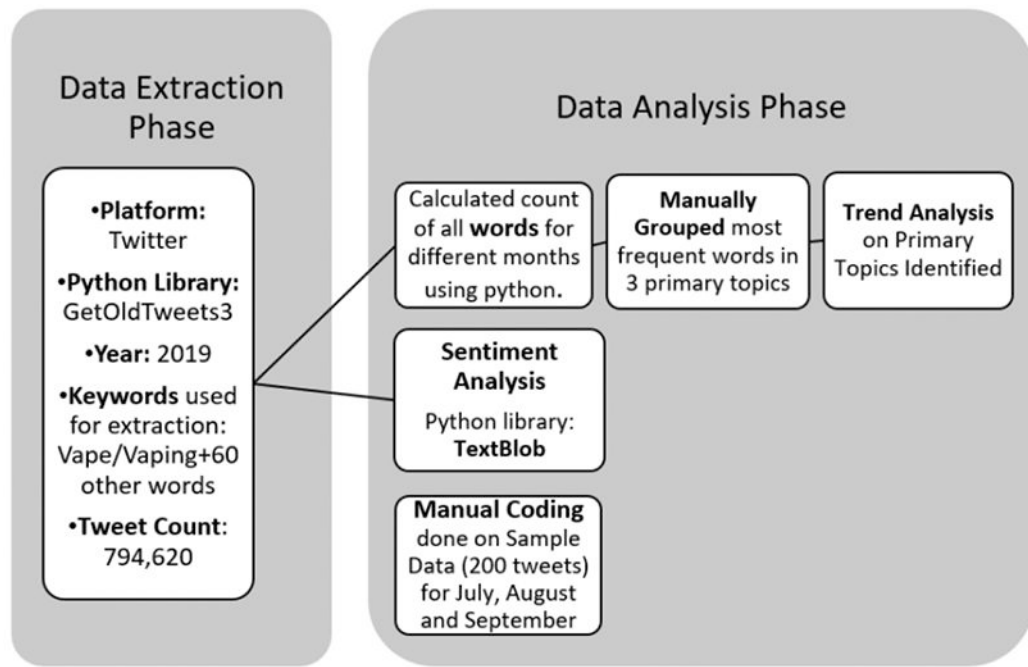 Data Extraction
Phase
•Platform:
Twitter
•Python Library:
GetOldTweets3
•Year: 2019
•Keywords used
for extraction:
Vape/Vaping+60
other words
•Tweet Count:
794,620
Data Analysis Phase
Calculated count
of all words for
different months
using python.
Manually
Grouped most
frequent words in
3 primary topics
Trend Analysis
on Primary
Topics Identified
Sentiment
Analysis
Python library:
TextBlob
Manual Coding
done on Sample
Data (200 tweets)
for July, August
and September